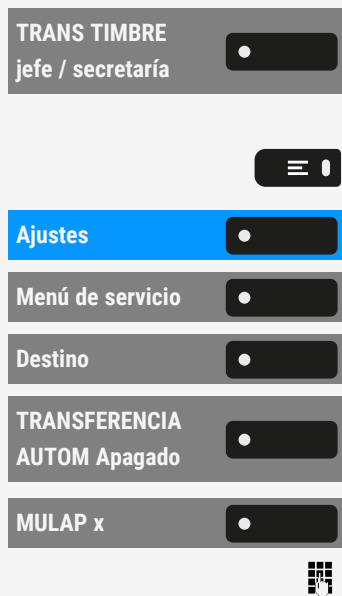 TRANS TIMBRE
jefe / secretaría
Ajustes
Menú de servicio
Destino
TRANSFERENCIA
AUTOM Apagado
MULAP x